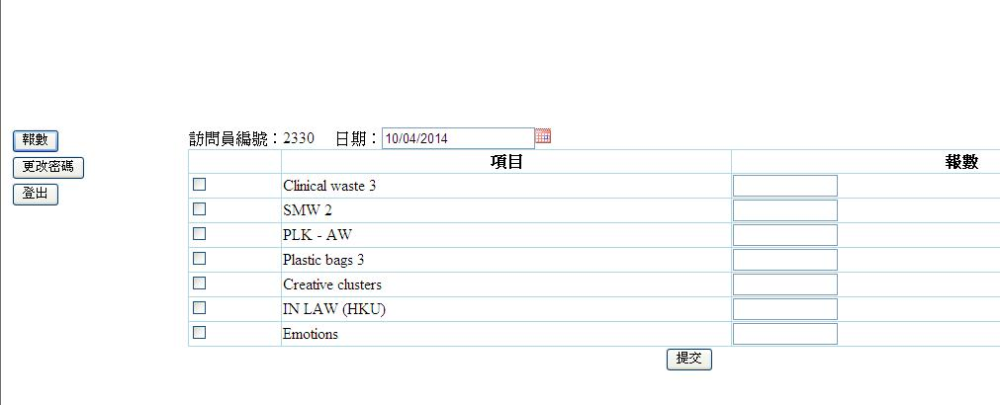 報數
更改密碼
登出
訪問員編號：2330 日期：10/04/2014
項目 報數
Clinical waste 3
SMW 2
PLK - AW
Plastic bags 3
Creative clusters
IN LAW (HKU)
Emotions
提交